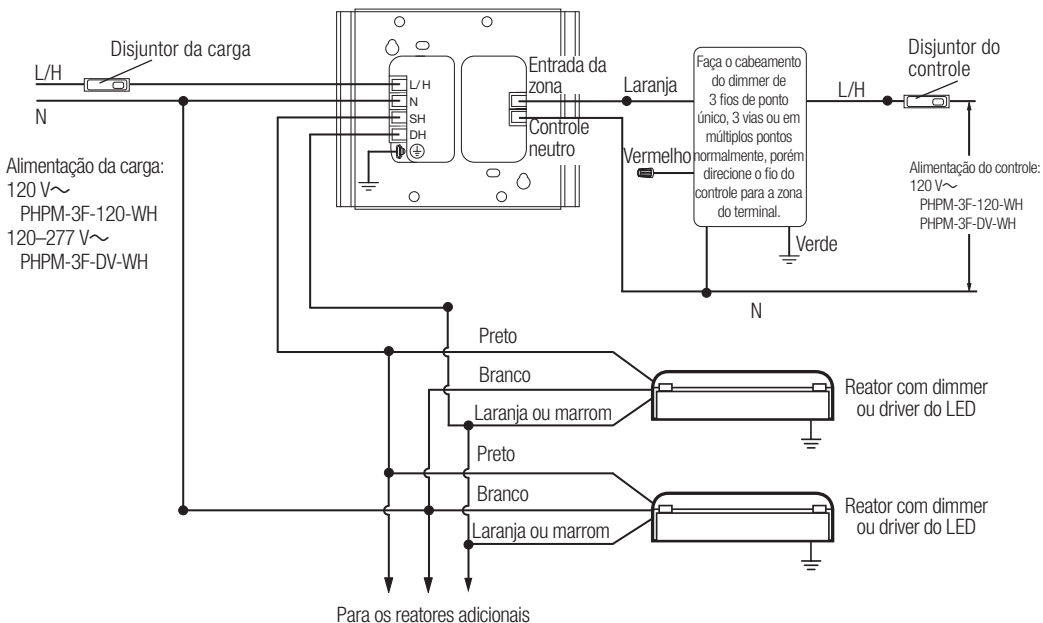 Disjuntor da carga
L/H
N
Alimentação da carga:
120 V~
PHPM-3F-120-WH
120–277 V~
PHPM-3F-DV-WH
L/H
N
SH
DH
Entrada da
zona
Controle
neutro
Laranja
Vermelho
Faça o cabeamento
do dimmer de
3 fios de ponto
único, 3 vias ou em
múltiplos pontos
normalmente, porém
direcione o fio do
controle para a zona
do terminal.
Verde
L/H
Disjuntor do
controle
Alimentação do controle:
120 V~
PHPM-3F-120-WH
PHPM-3F-DV-WH
N
Preto
Branco
Laranja ou marrom
Reator com dimmer
ou driver do LED
Preto
Branco
Laranja ou marrom
Reator com dimmer
ou driver do LED
Para os reatores adicionais